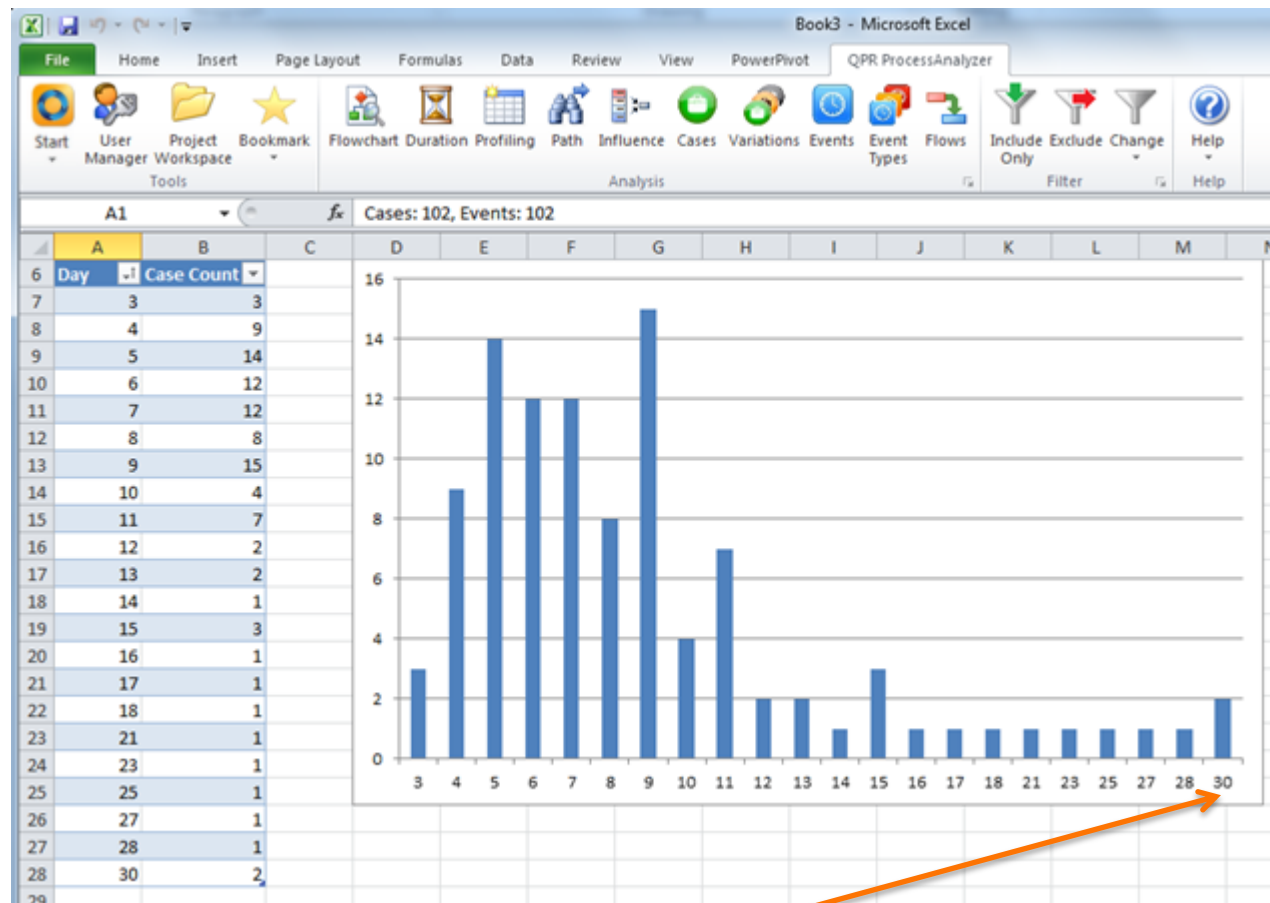 Book3 - Microsoft Excel
File Home Insert Page Layout Formulas Data Review View PowerPivot QPR ProcessAnalyzer
Start User Manager Project Workspace Bookmark Flowchart Duration Profiling Path Influence Cases Variations Events Event Types Flows Include Only Exclude Change Help
Tools Analysis Filter Help
A1 fx Cases: 102, Events: 102
A B C D E F G H I J K L M
6 Day Case Count
7 3 3
8 4 9
9 5 14
10 6 12
11 7 12
12 8 8
13 9 15
14 10 4
15 11 7
16 12 2
17 13 2
18 14 1
19 15 3
20 16 1
21 17 1
22 18 1
23 21 1
24 23 1
25 25 1
26 27 1
27 28 1
28 30 2
29
16
14
12
10
8
6
4
2
0
3 4 5 6 7 8 9 10 11 12 13 14 15 16 17 18 21 23 25 27 28 30